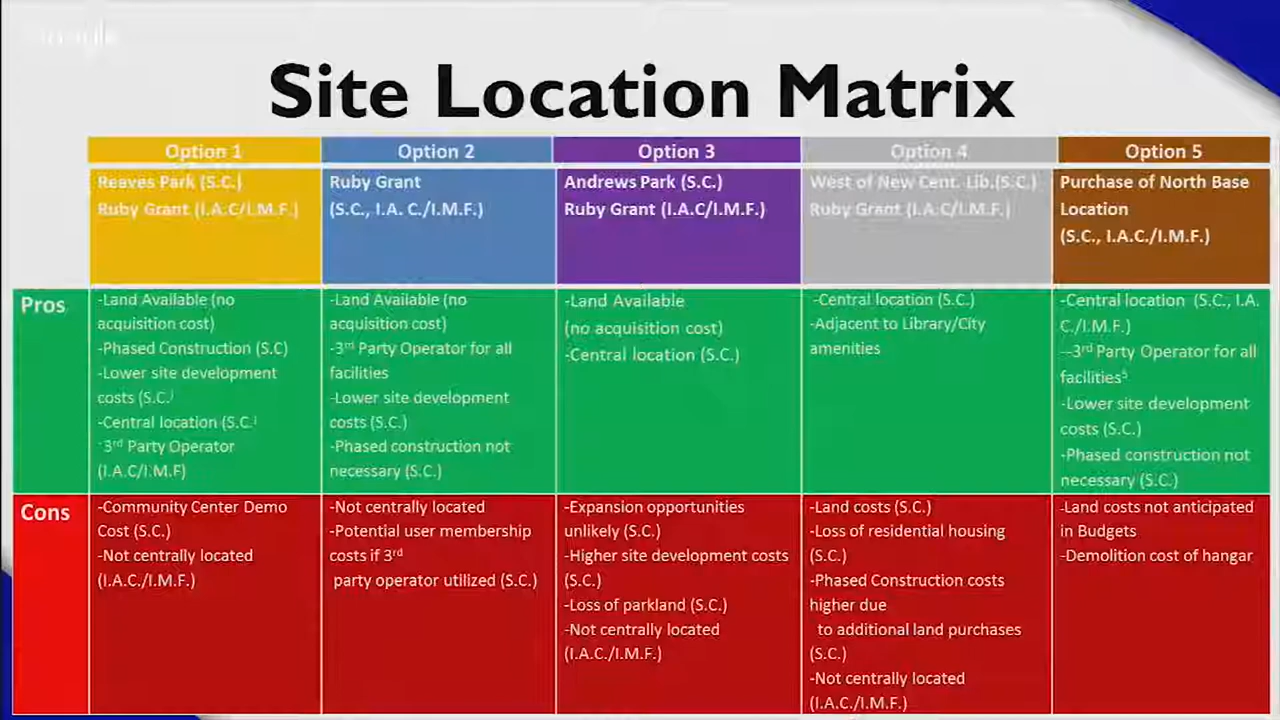 Site Location Matrix
Option 1
Option 2
Option 3
Option 4
Option 5
Reaves Park (S.C.)
Ruby Grant (I.A.C/I.M.F.)
Ruby Grant
(S.C., I.A. C./I.M.F.)
Andrews Park (S.C.)
Ruby Grant (I.A.C/I.M.F.)
West of New Cent. Lib.(S.C.)
Ruby Grant (I.A.C/I.M.F.)
Purchase of North Base
Location
(S.C., I.A.C./I.M.F.)
Pros
-Land Available (no
acquisition cost)
-Phased Construction (S.C)
-Lower site development
costs (S.C.)
-Central location (S.C.)
-3rd Party Operator
(I.A.C/I.M.F)
-Land Available (no
acquisition cost)
-3rd Party Operator for all
facilities
-Lower site development
costs (S.C.)
-Phased construction not
necessary (S.C.)
-Land Available
(no acquisition cost)
-Central location (S.C.)
-Central location (S.C.)
-Adjacent to Library/City
amenities
-Central location (S.C., I.A.
C./I.M.F.)
--3rd Party Operator for all
facilities
-Lower site development
costs (S.C.)
-Phased construction not
necessary (S.C.)
Cons
-Community Center Demo
Cost (S.C.)
-Not centrally located
(I.A.C./I.M.F.)
-Not centrally located
-Potential user membership
costs if 3rd
party operator utilized (S.C.)
-Expansion opportunities
unlikely (S.C.)
-Higher site development costs
(S.C.)
-Loss of parkland (S.C.)
-Not centrally located
(I.A.C./I.M.F.)
-Land costs (S.C.)
-Loss of residential housing
(S.C.)
-Phased Construction costs
higher due
to additional land purchases
(S.C.)
-Not centrally located
(I.A.C./I.M.F.)
-Land costs not anticipated
in Budgets
-Demolition cost of hangar